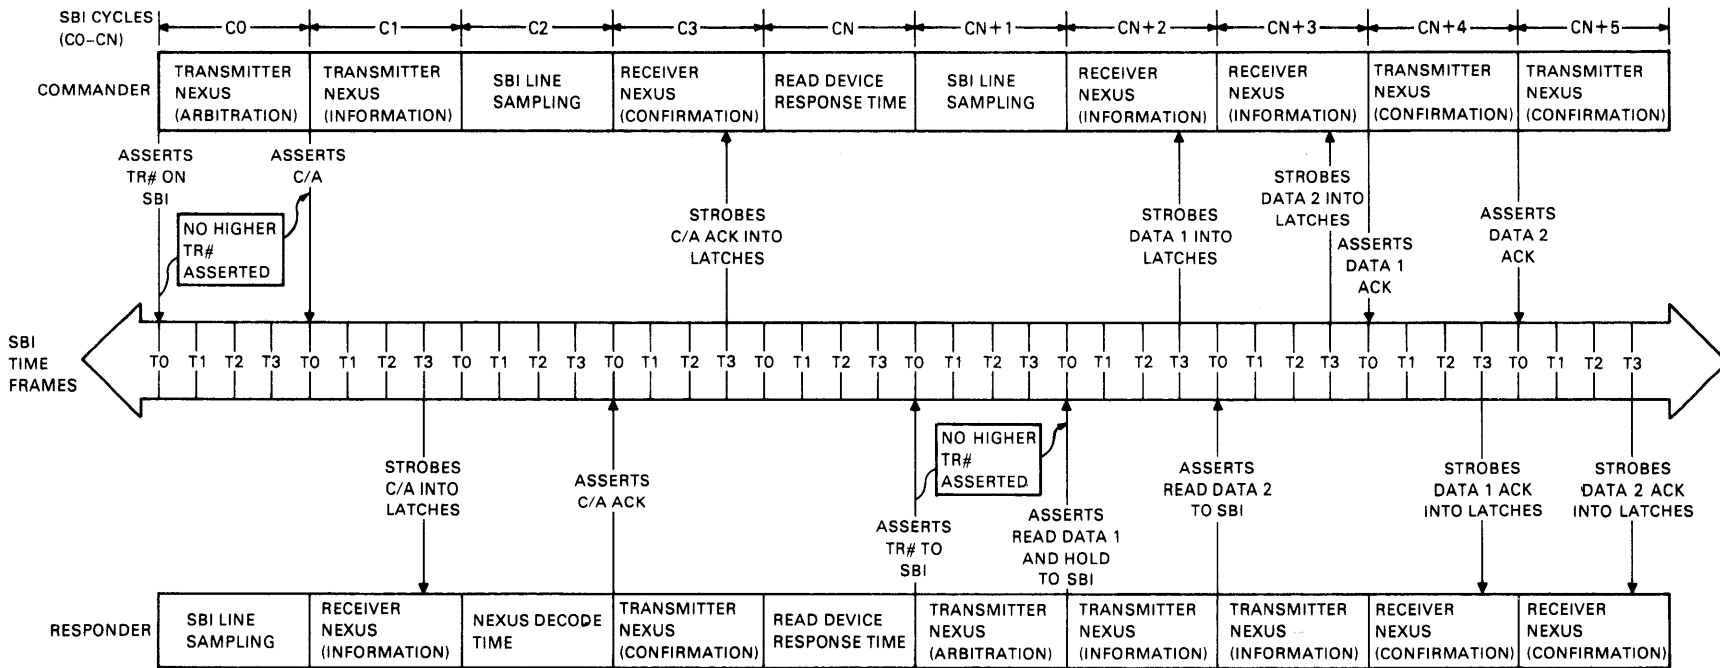 SBI CYCLES
(C0–CN)
C0 C1 C2 C3 CN CN+1 CN+2 CN+3 CN+4 CN+5
COMMANDER
TRANSMITTER
NEXUS
(ARBITRATION)
TRANSMITTER
NEXUS
(INFORMATION)
SBI LINE
SAMPLING
RECEIVER
NEXUS
(CONFIRMATION)
READ DEVICE
RESPONSE TIME
SBI LINE
SAMPLING
RECEIVER
NEXUS
(INFORMATION)
RECEIVER
NEXUS
(INFORMATION)
TRANSMITTER
NEXUS
(CONFIRMATION)
TRANSMITTER
NEXUS
(CONFIRMATION)
ASSERTS
TR# ON
SBI
NO HIGHER
TR#
ASSERTED
ASSERTS
C/A
STROBES
C/A ACK INTO
LATCHES
STROBES
DATA 1 INTO
LATCHES
STROBES
DATA 2 INTO
LATCHES
ASSERTS
DATA 1
ACK
ASSERTS
DATA 2
ACK
SBI
TIME
FRAMES
T0 T1 T2 T3 T0 T1 T2 T3 T0 T1 T2 T3 T0 T1 T2 T3 T0 T1 T2 T3 T0 T1 T2 T3 T0 T1 T2 T3 T0 T1 T2 T3 T0 T1 T2 T3 T0 T1 T2 T3
STROBES
C/A INTO
LATCHES
ASSERTS
C/A ACK
ASSERTS
TR# TO
SBI
NO HIGHER
TR#
ASSERTED
ASSERTS
READ DATA 1
AND HOLD
TO SBI
ASSERTS
READ DATA 2
TO SBI
STROBES
DATA 1 ACK
INTO LATCHES
STROBES
DATA 2 ACK
INTO LATCHES
RESPONDER
SBI LINE
SAMPLING
RECEIVER
NEXUS
(INFORMATION)
NEXUS DECODE
TIME
TRANSMITTER
NEXUS
(CONFIRMATION)
READ DEVICE
RESPONSE TIME
TRANSMITTER
NEXUS
(ARBITRATION)
TRANSMITTER
NEXUS
(INFORMATION)
TRANSMITTER
NEXUS
(INFORMATION)
RECEIVER
NEXUS
(CONFIRMATION)
RECEIVER
NEXUS
(CONFIRMATION)